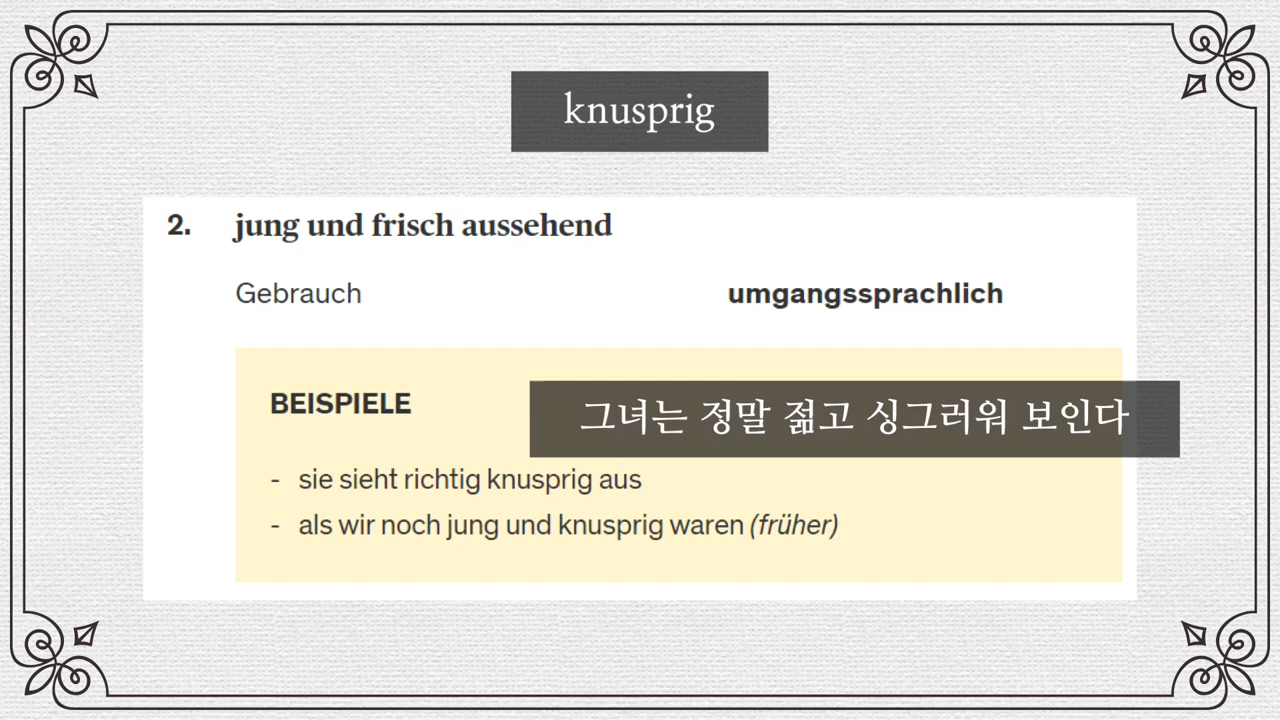 knusprig
2. jung und frisch aussehend
Gebrauch umgangssprachlich
BEISPIELE
그녀는 정말 젊고 싱그러워 보인다
- sie sieht richtig knusprig aus
- als wir noch jung und knusprig waren (früher)